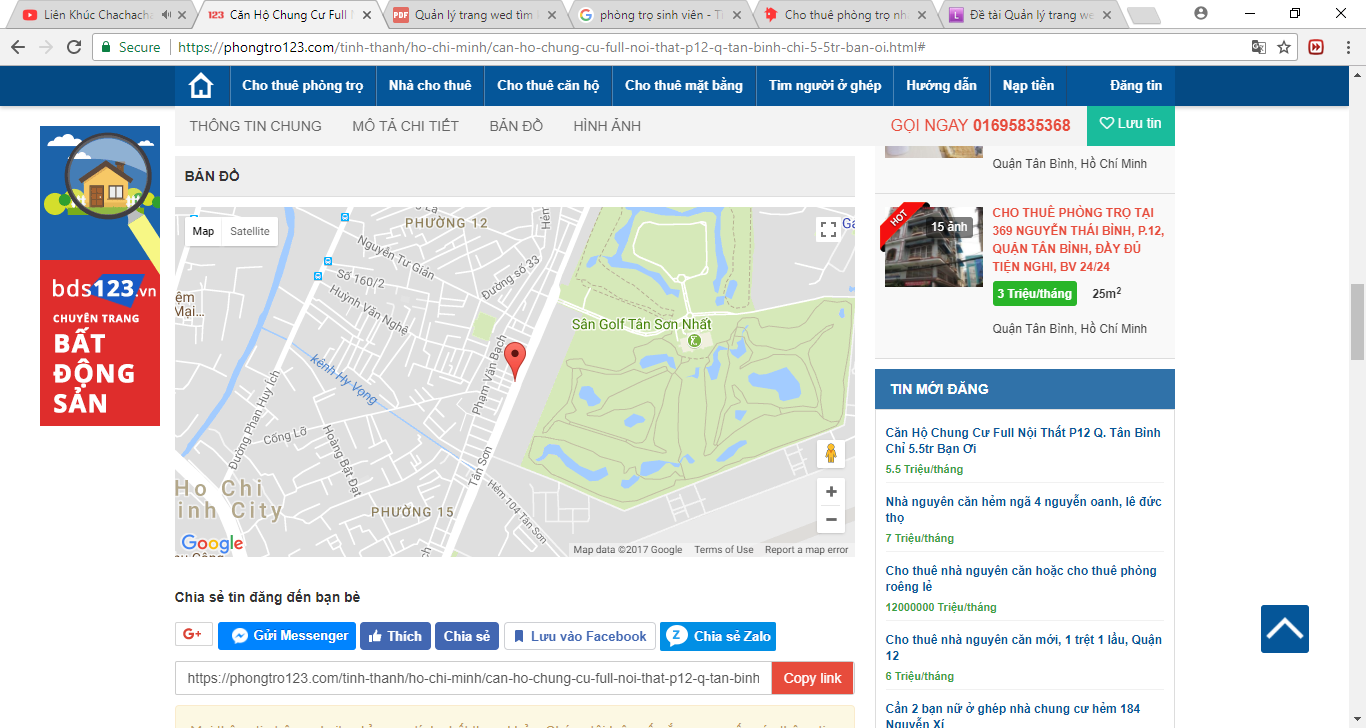 Liên Khúc Chachachá
Căn Hộ Chung Cư Full N
Quản lý trang wed tìm k
phòng trọ sinh viên - Tì
Cho thuê phòng trọ nh
Đề tài Quản lý trang we
Secure https://phongtro123.com/tinh-thanh/ho-chi-minh/can-ho-chung-cu-full-noi-that-p12-q-tan-binh-chi-5-5tr-ban-oi.html#
Cho thuê phòng trọ Nhà cho thuê Cho thuê căn hộ Cho thuê mặt bằng Tìm người ở ghép Hướng dẫn Nạp tiền Đăng tin
THÔNG TIN CHUNG MÔ TẢ CHI TIẾT BẢN ĐỒ HÌNH ẢNH GỌI NGAY 01695835368 Lưu tin
bds123.vn
CHUYÊN TRANG
BẤT
ĐỘNG
SẢN
BẢN ĐỒ
Map Satellite
PHƯỜNG 12
Nguyễn Tư Giản
Đường số 33
Số 160/2
Huỳnh Văn Nghệ
Sân Golf Tân Sơn Nhất
kênh Hy Vọng
Phạm Văn Bạch
Đường Phan Huy Ích
Cống Lỡ
Hoàng Bật Đạt
Tân Sơn
Hẻm 104 Tân Sơn
PHƯỜNG 15
Ho Chi
inh City
Google
Map data ©2017 Google Terms of Use Report a map error
Chia sẻ tin đăng đến bạn bè
G+ Gửi Messenger Thích Chia sẻ Lưu vào Facebook Chia sẻ Zalo
https://phongtro123.com/tinh-thanh/ho-chi-minh/can-ho-chung-cu-full-noi-that-p12-q-tan-binh Copy link
Quận Tân Bình, Hồ Chí Minh
HOT
15 ảnh
CHO THUÊ PHÒNG TRỌ TẠI
369 NGUYỄN THÁI BÌNH, P.12,
QUẬN TÂN BÌNH, ĐẦY ĐỦ
TIỆN NGHI, BV 24/24
3 Triệu/tháng 25m²
Quận Tân Bình, Hồ Chí Minh
TIN MỚI ĐĂNG
Căn Hộ Chung Cư Full Nội Thất P12 Q. Tân Bình
Chỉ 5.5tr Bạn Ơi
5.5 Triệu/tháng
Nhà nguyên căn hẻm ngã 4 nguyễn oanh, lê đức
thọ
7 Triệu/tháng
Cho thuê nhà nguyên căn hoặc cho thuê phòng
roêng lẻ
12000000 Triệu/tháng
Cho thuê nhà nguyên căn mới, 1 trệt 1 lầu, Quận
12
6 Triệu/tháng
Cần 2 bạn nữ ở ghép nhà chung cư hẻm 184
Nguyễn Xí